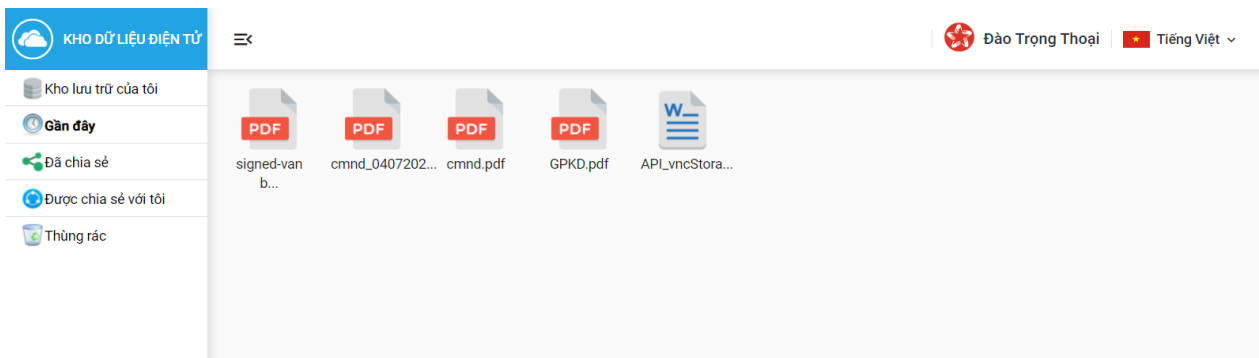 KHO DỮ LIỆU ĐIỆN TỬ
Đào Trọng Thoại
Tiếng Việt
Kho lưu trữ của tôi
Gần đây
Đã chia sẻ
Được chia sẻ với tôi
Thùng rác
PDF
PDF
PDF
PDF
W
signed-van
b...
cmnd_0407202...
cmnd.pdf
GPKD.pdf
API_vncStora...